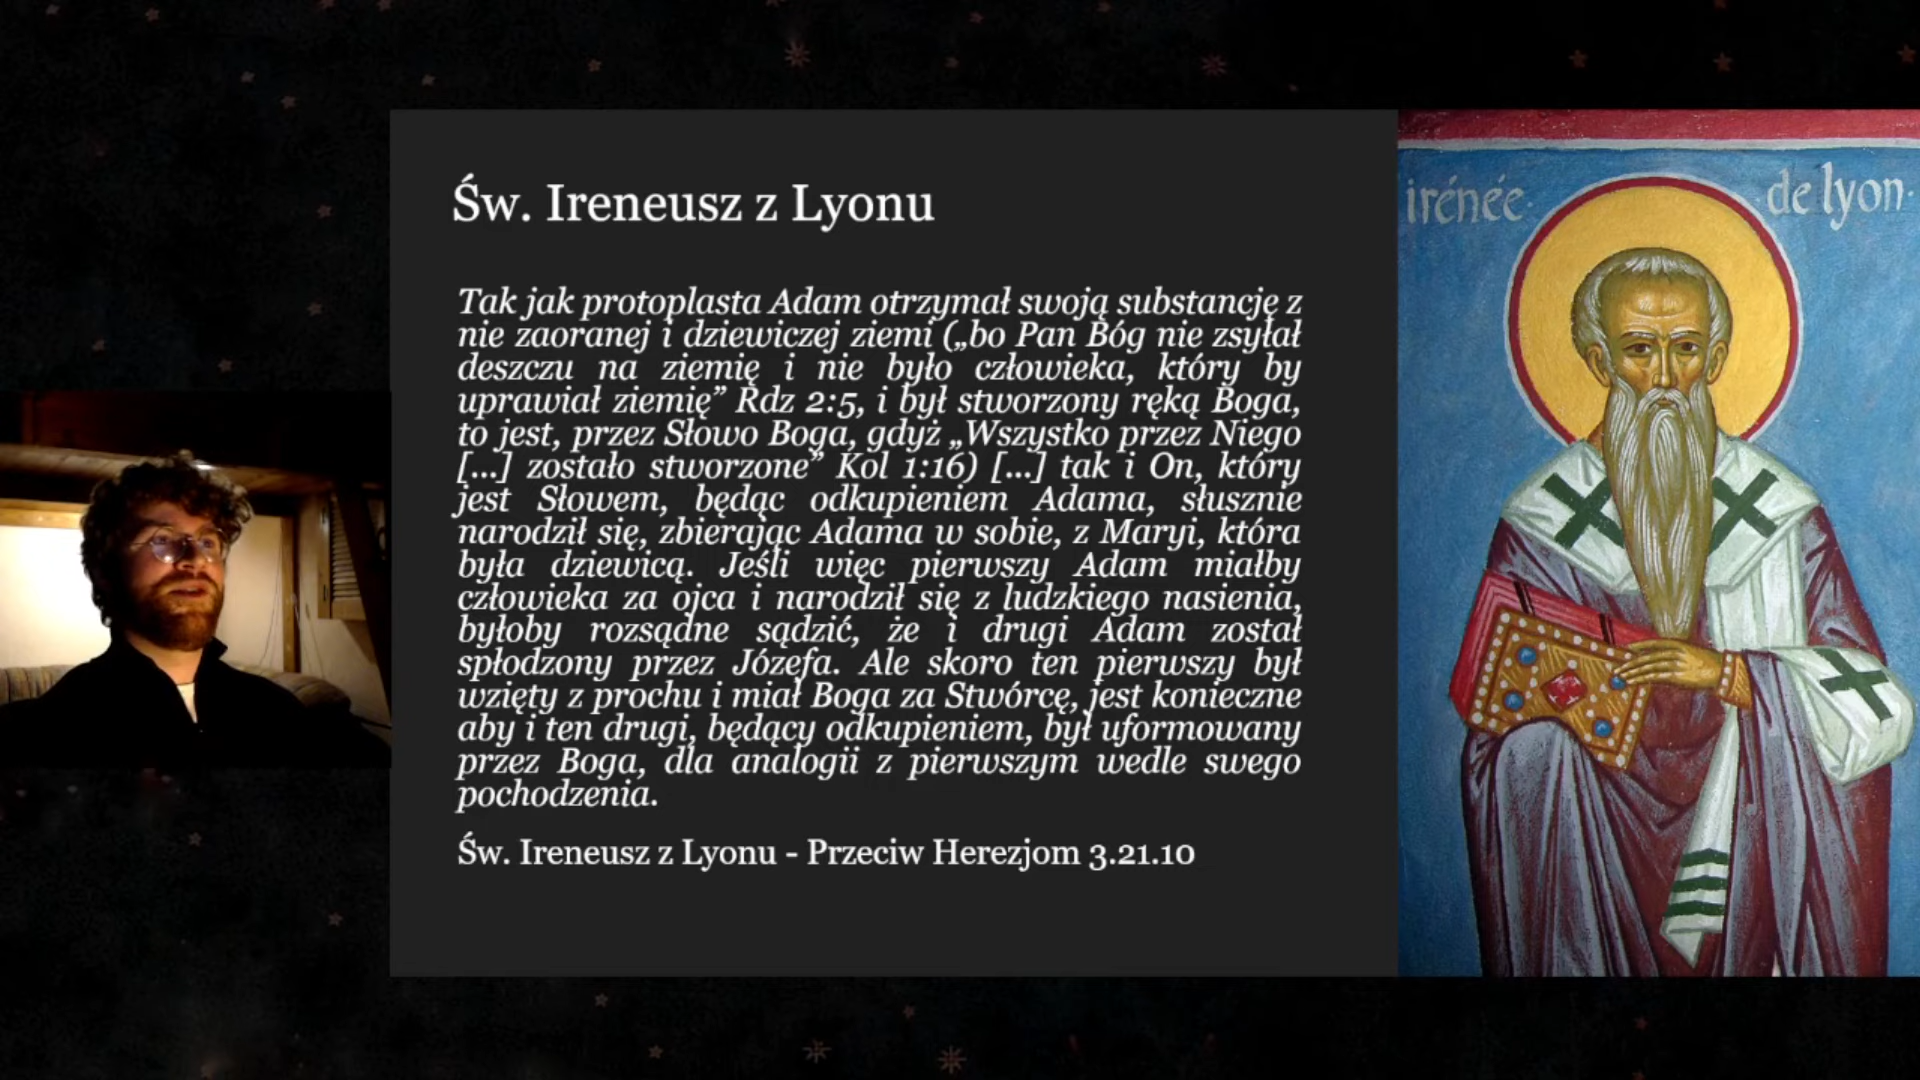 Św. Ireneusz z Lyonu
Tak jak protoplasta Adam otrzymał swoją substancję z
nie zaoranej i dziewiczej ziemi („bo Pan Bóg nie zsyłał
deszczu na ziemię i nie było człowieka, który by
uprawiał ziemię” Rdz 2:5, i był stworzony ręką Boga,
to jest, przez Słowo Boga, gdyż „Wszystko przez Niego
[...] zostało stworzone” Kol 1:16) [...] tak i On, który
jest Słowem, będąc odkupieniem Adama, słusznie
narodził się, zbierając Adama w sobie, z Maryi, która
była dziewicą. Jeśli więc pierwszy Adam miałby
człowieka za ojca i narodził się z ludzkiego nasienia,
byłoby rozsądne sądzić, że i drugi Adam został
spłodzony przez Józefa. Ale skoro ten pierwszy był
wzięty z prochu i miał Boga za Stwórcę, jest konieczne
aby i ten drugi, będący odkupieniem, był uformowany
przez Boga, dla analogii z pierwszym wedle swego
pochodzenia.
Św. Ireneusz z Lyonu - Przeciw Herezjom 3.21.10
irénée de lyon